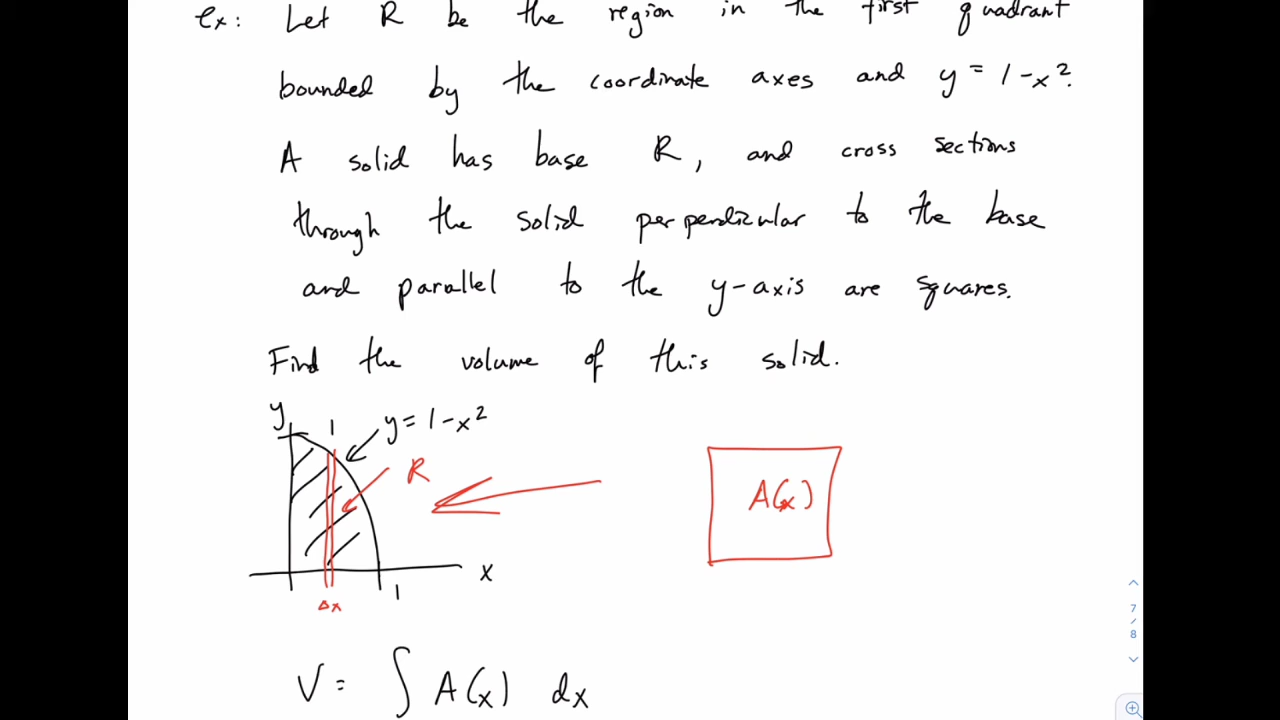 ex: Let R be the region in the first quadrant
bounded by the coordinate axes and y = 1-x².
A solid has base R, and cross sections
through the solid perpendicular to the base
and parallel to the y-axis are squares.
Find the volume of this solid.
y
1
y = 1-x²
R
A(x)
x
1
Δx
V = ∫ A(x) dx
7
/
8